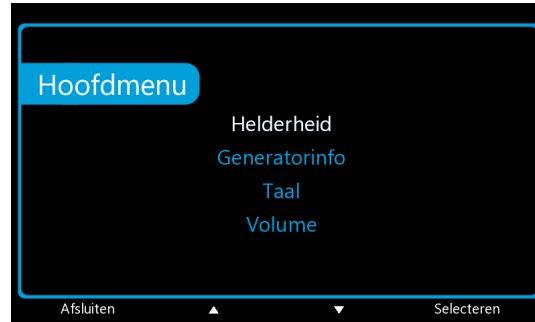 Hoofdmenu
Helderheid
Generatorinfo
Taal
Volume
Afsluiten ▲ ▼ Selecteren